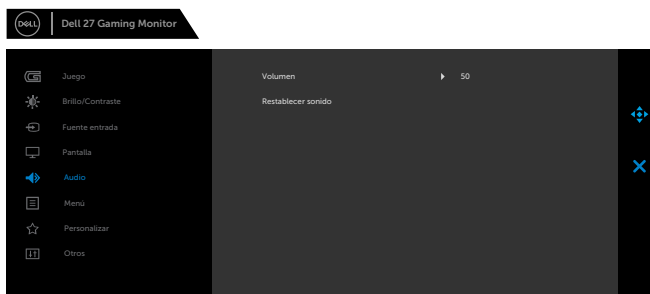 DELL
Dell 27 Gaming Monitor
Juego
Brillo/Contraste
Fuente entrada
Pantalla
Audio
Menú
Personalizar
Otros
Volumen 50
Restablecer sonido